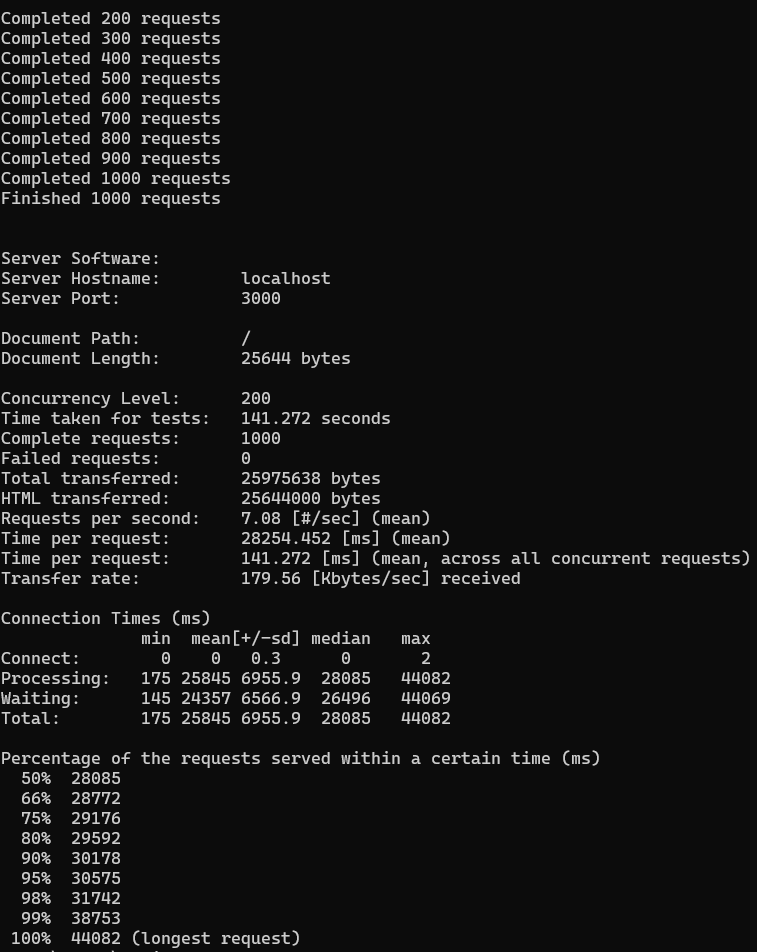 Completed 200 requests
Completed 300 requests
Completed 400 requests
Completed 500 requests
Completed 600 requests
Completed 700 requests
Completed 800 requests
Completed 900 requests
Completed 1000 requests
Finished 1000 requests
Server Software:
Server Hostname:        localhost
Server Port:            3000
Document Path:          /
Document Length:        25644 bytes
Concurrency Level:      200
Time taken for tests:   141.272 seconds
Complete requests:      1000
Failed requests:        0
Total transferred:      25975638 bytes
HTML transferred:       25644000 bytes
Requests per second:    7.08 [#/sec] (mean)
Time per request:       28254.452 [ms] (mean)
Time per request:       141.272 [ms] (mean, across all concurrent requests)
Transfer rate:          179.56 [Kbytes/sec] received
Connection Times (ms)
              min  mean[+/-sd] median   max
Connect:        0    0   0.3      0       2
Processing:   175 25845 6955.9  28085   44082
Waiting:      145 24357 6566.9  26496   44069
Total:        175 25845 6955.9  28085   44082
Percentage of the requests served within a certain time (ms)
  50%  28085
  66%  28772
  75%  29176
  80%  29592
  90%  30178
  95%  30575
  98%  31742
  99%  38753
 100%  44082 (longest request)